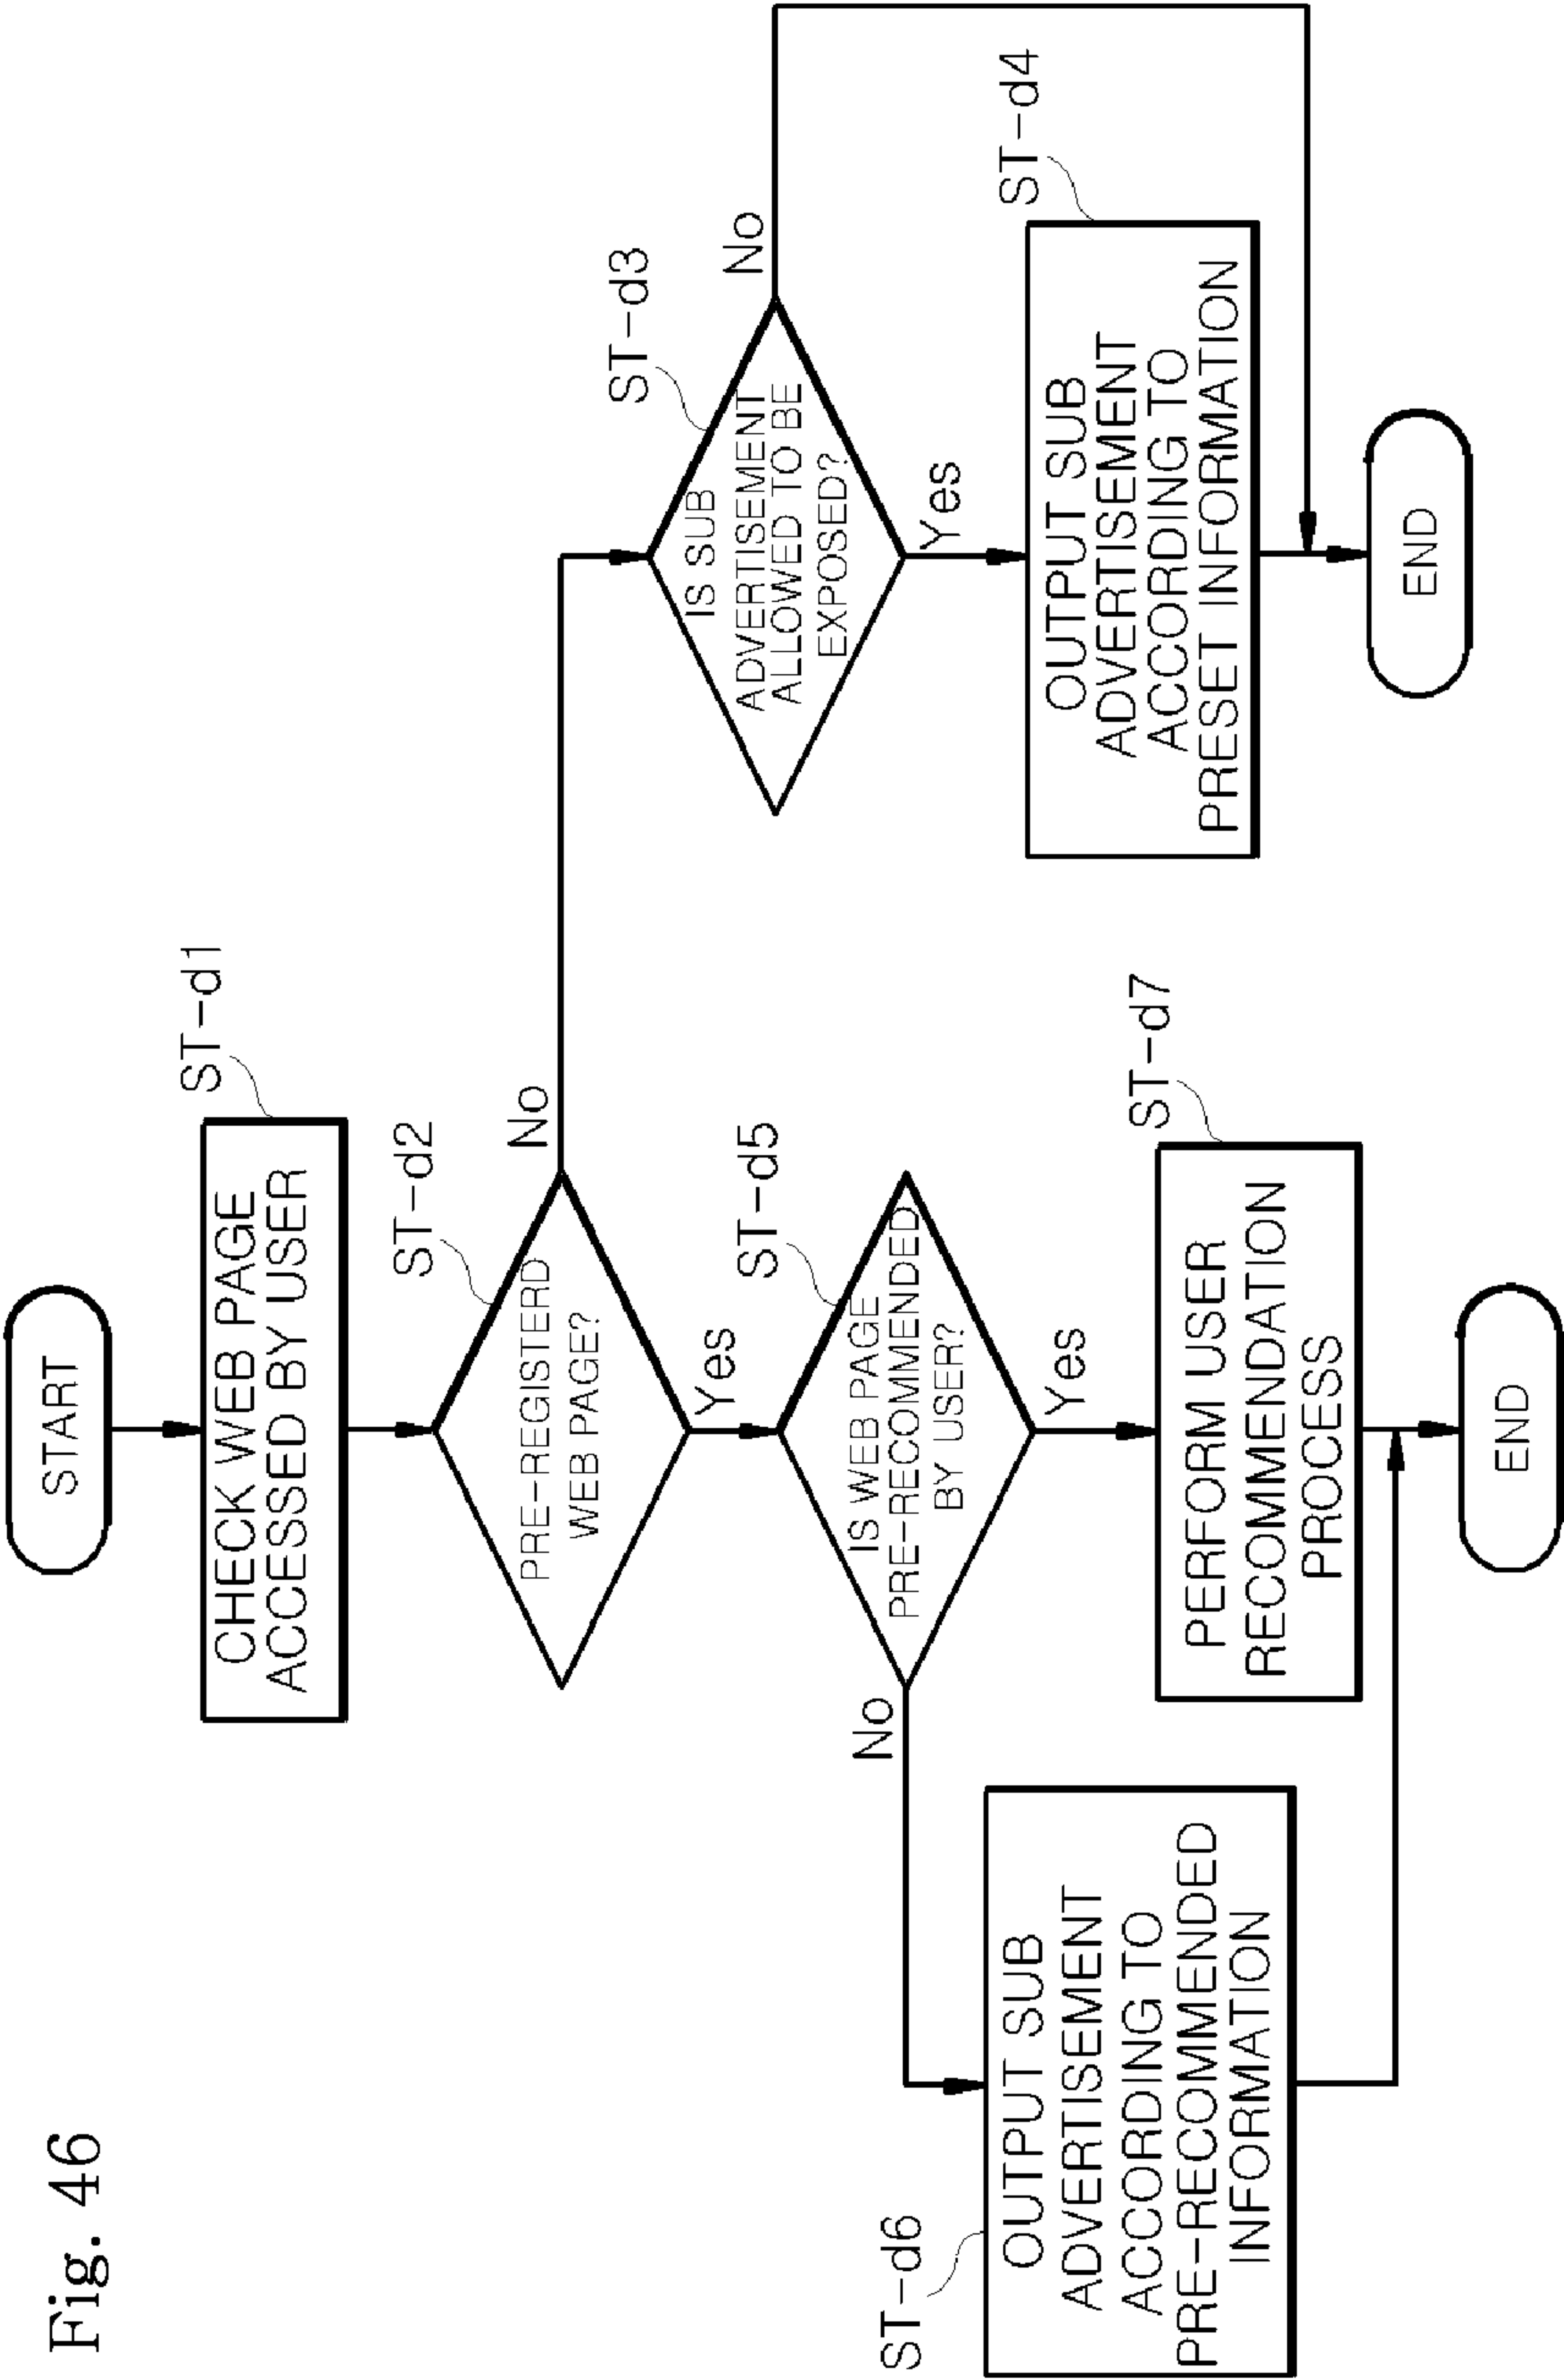 Fig. 46
START
ST-d1
CHECK WEB PAGE
ACCESSED BY USER
ST-d2
PRE-REGISTERD
WEB PAGE?
No
Yes
ST-d5
IS WEB PAGE
PRE-RECOMMENDED
BY USER?
No
Yes
ST-d6
OUTPUT SUB
ADVERTISEMENT
ACCORDING TO
PRE-RECOMMENDED
INFORMATION
ST-d7
PERFORM USER
RECOMMENDATION
PROCESS
END
ST-d3
IS SUB
ADVERTISEMENT
ALLOWED TO BE
EXPOSED?
No
Yes
ST-d4
OUTPUT SUB
ADVERTISEMENT
ACCORDING TO
PRESET INFORMATION
END